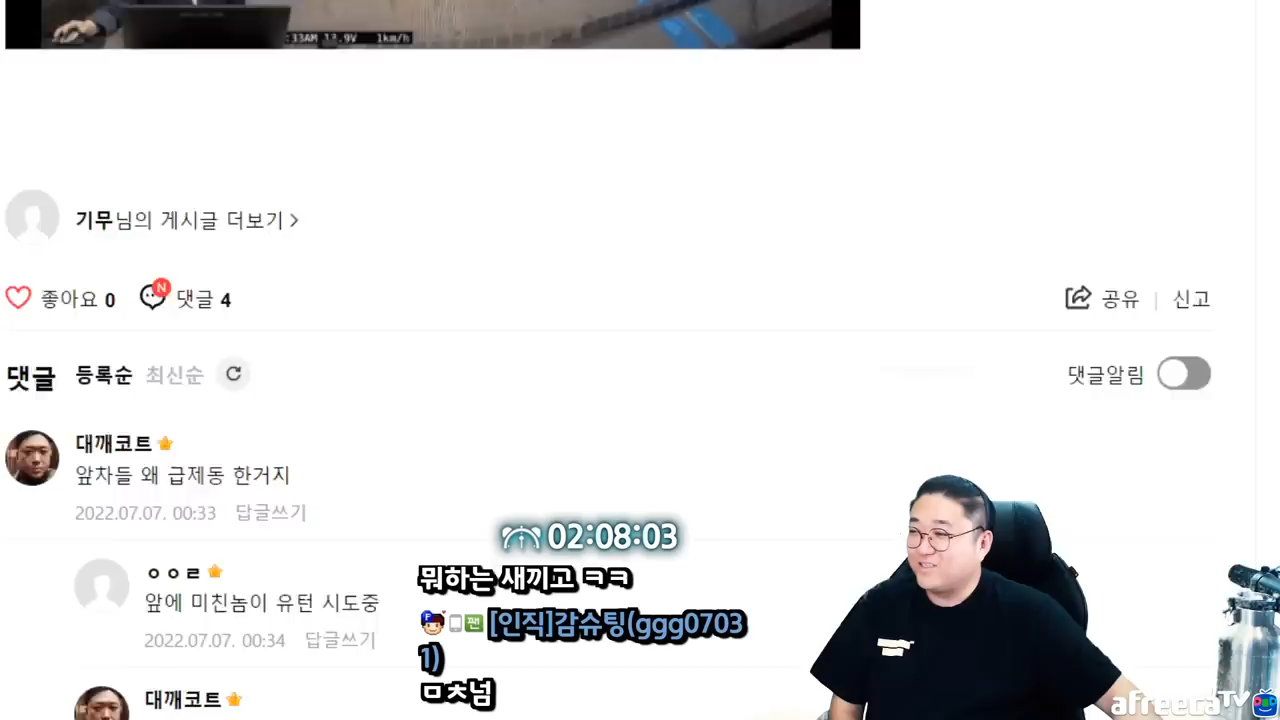 :33AM 13.9V 1km/h
기무님의 게시글 더보기 >
좋아요 0 N 댓글 4
공유 | 신고
댓글 등록순 최신순
댓글알림
대깨코트
앞차들 왜 급제동 한거지
2022.07.07. 00:33 답글쓰기
ㅇㅇㄹ
앞에 미친놈이 유턴 시도중
2022.07.07. 00:34 답글쓰기
대깨코트
02:08:03
뭐하는 새끼고 ㅋㅋ
F 팬 [인직]감슈팅(ggg0703
1)
ㅁㅊ넘
afreecaTV